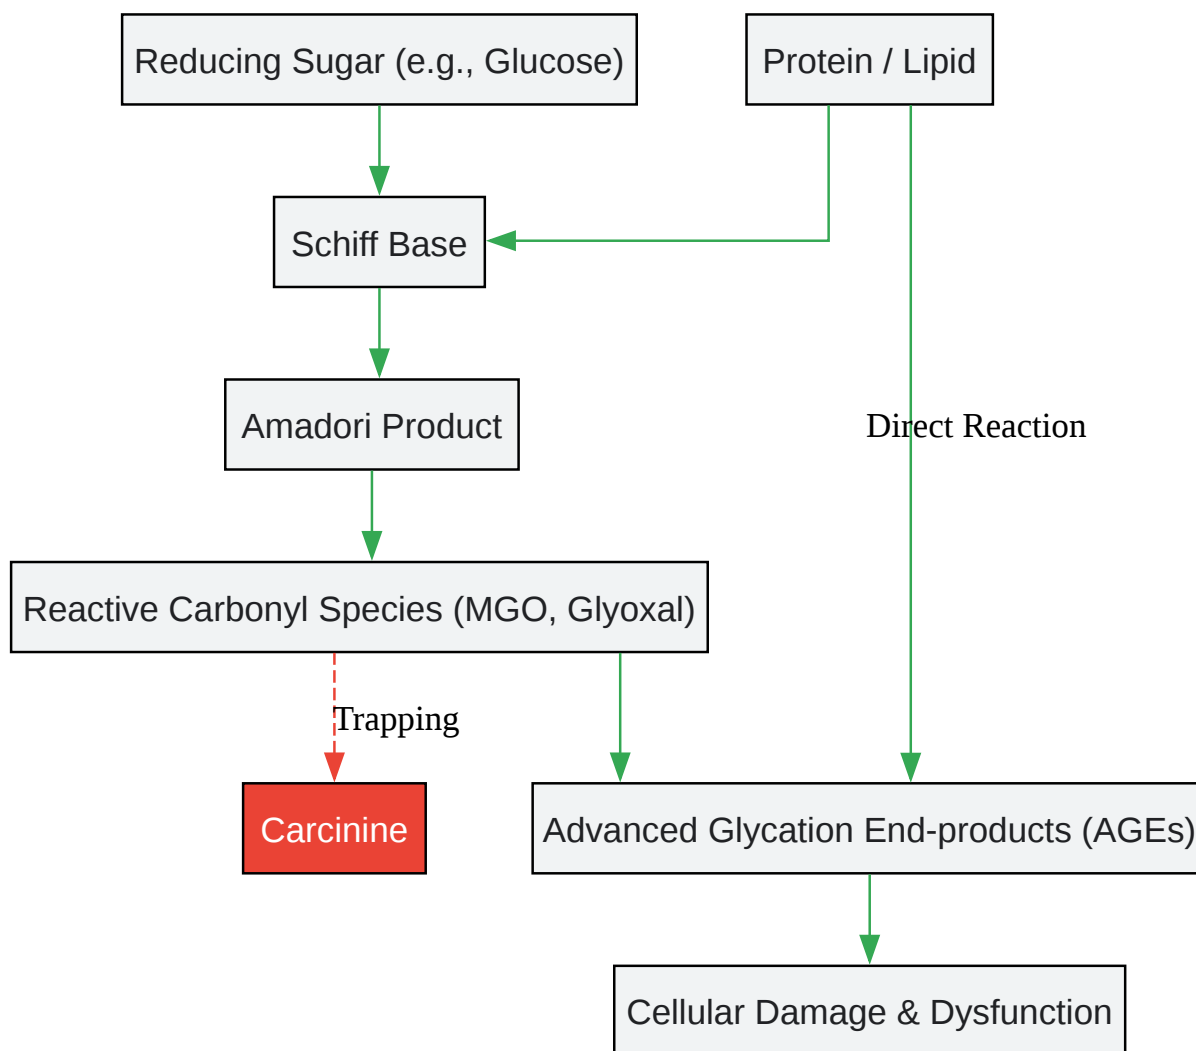 Reducing Sugar (e.g., Glucose)
Protein / Lipid
Schiff Base
Amadori Product
Direct Reaction
Reactive Carbonyl Species (MGO, Glyoxal)
Trapping
Carcinine
Advanced Glycation End-products (AGEs)
Cellular Damage & Dysfunction